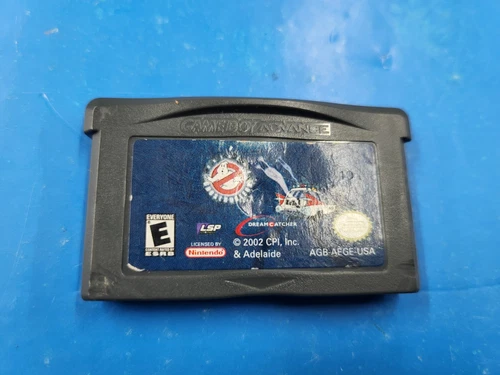 GAME BOY ADVANCE
EVERYONE
E
ESRB
LSP
DREAMCATCHER
LICENSED BY
Nintendo
© 2002 CPI, Inc.
& Adelaide
AGB-AEGE-USA